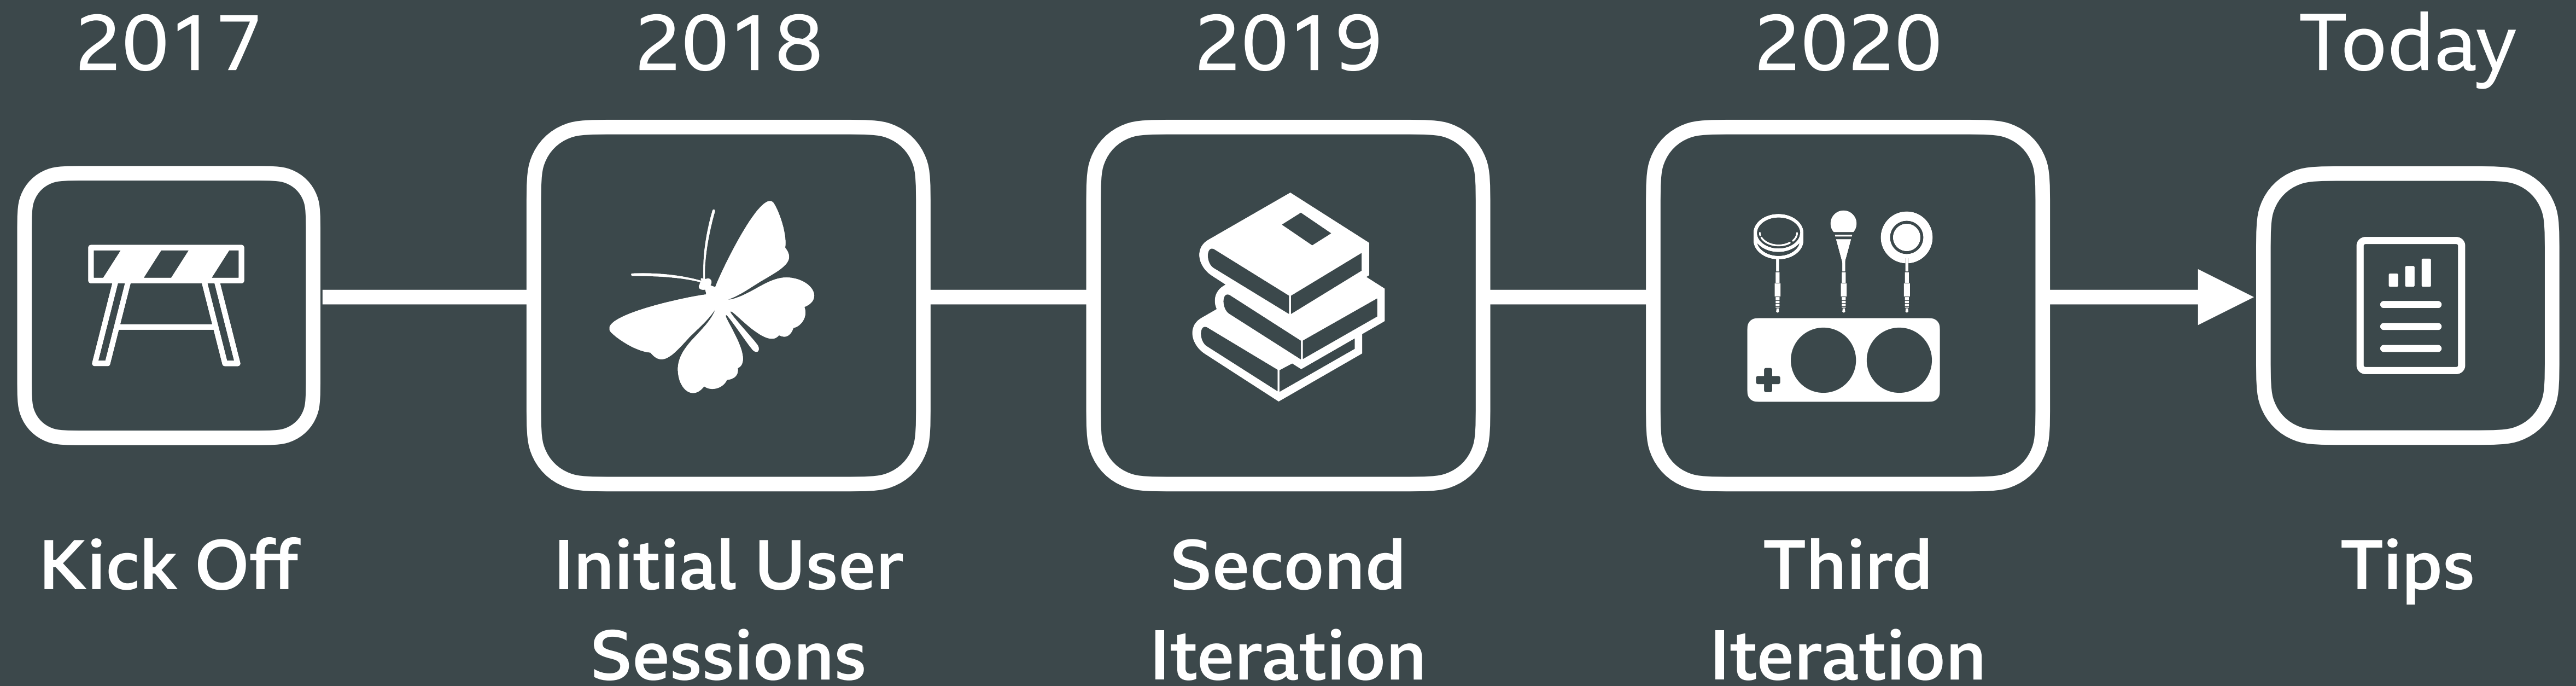 2017
2018
2019
2020
Today
Kick Off
Initial User
Sessions
Second
Iteration
Third
Iteration
Tips